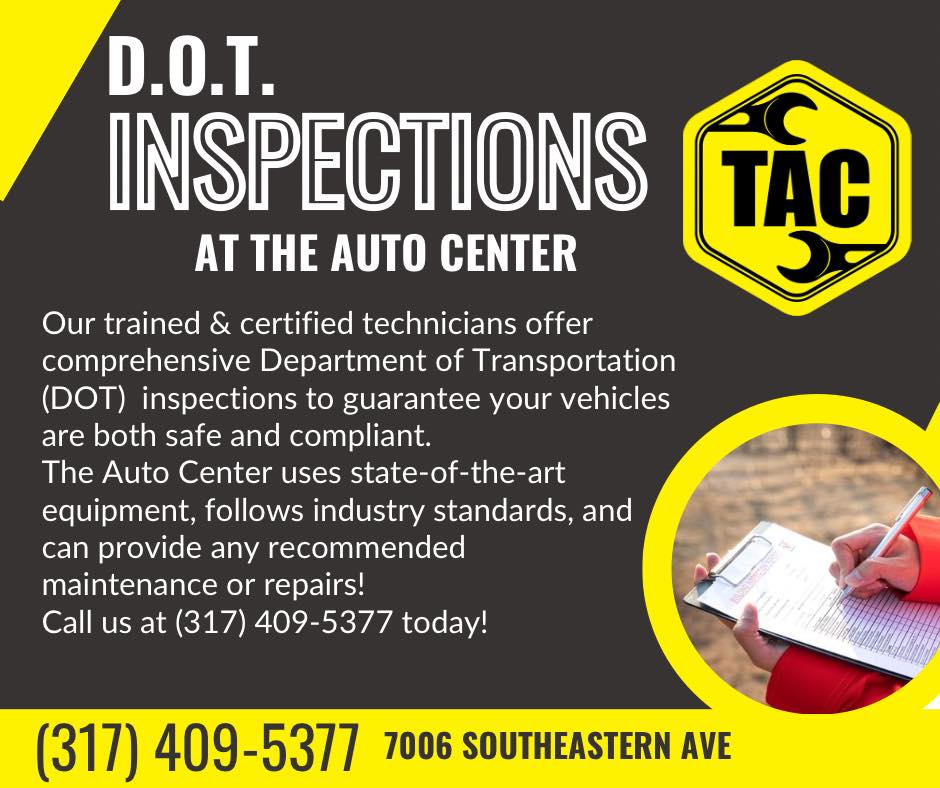 D.O.T.
INSPECTIONS
AT THE AUTO CENTER
TAC
Our trained & certified technicians offer
comprehensive Department of Transportation
(DOT)  inspections to guarantee your vehicles
are both safe and compliant.
The Auto Center uses state-of-the-art
equipment, follows industry standards, and
can provide any recommended
maintenance or repairs!
Call us at (317) 409-5377 today!
(317) 409-5377
7006 SOUTHEASTERN AVE